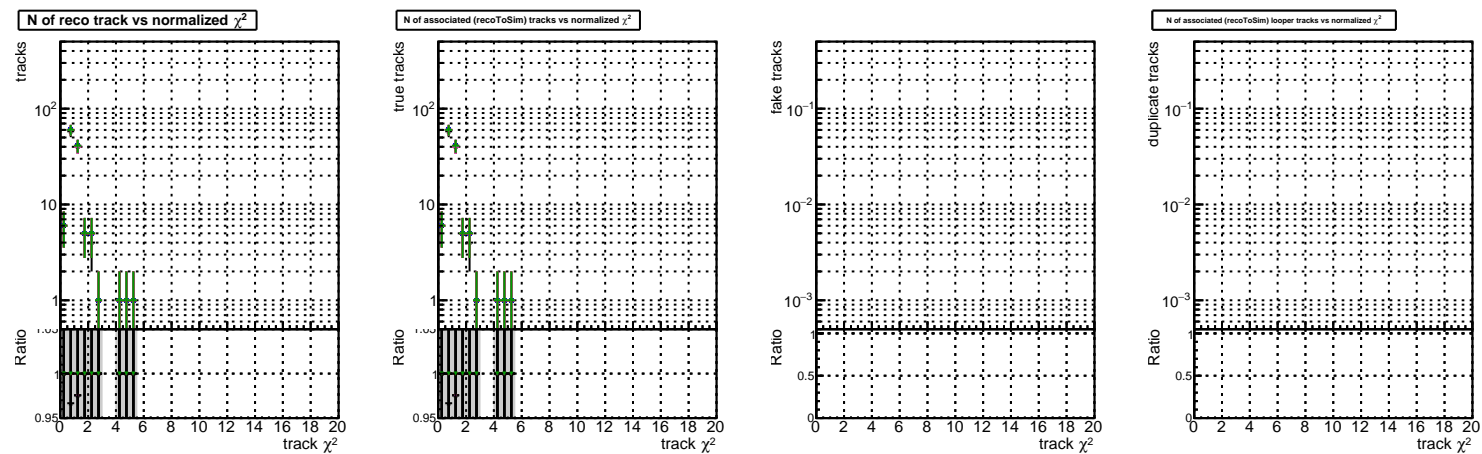 N of reco track vs normalized χ²
tracks
10²
10
1
Ratio
1.05
1
0.95
0 2 4 6 8 10 12 14 16 18 20
track χ²
N of associated (recoToSim) tracks vs normalized χ²
true tracks
10²
10
1
Ratio
1.05
1
0.95
0 2 4 6 8 10 12 14 16 18 20
track χ²
fake tracks
10⁻¹
10⁻²
10⁻³
Ratio
1
0.5
0
0 2 4 6 8 10 12 14 16 18 20
track χ²
N of associated (recoToSim) looper tracks vs normalized χ²
duplicate tracks
10⁻¹
10⁻²
10⁻³
Ratio
1
0.5
0
0 2 4 6 8 10 12 14 16 18 20
track χ²